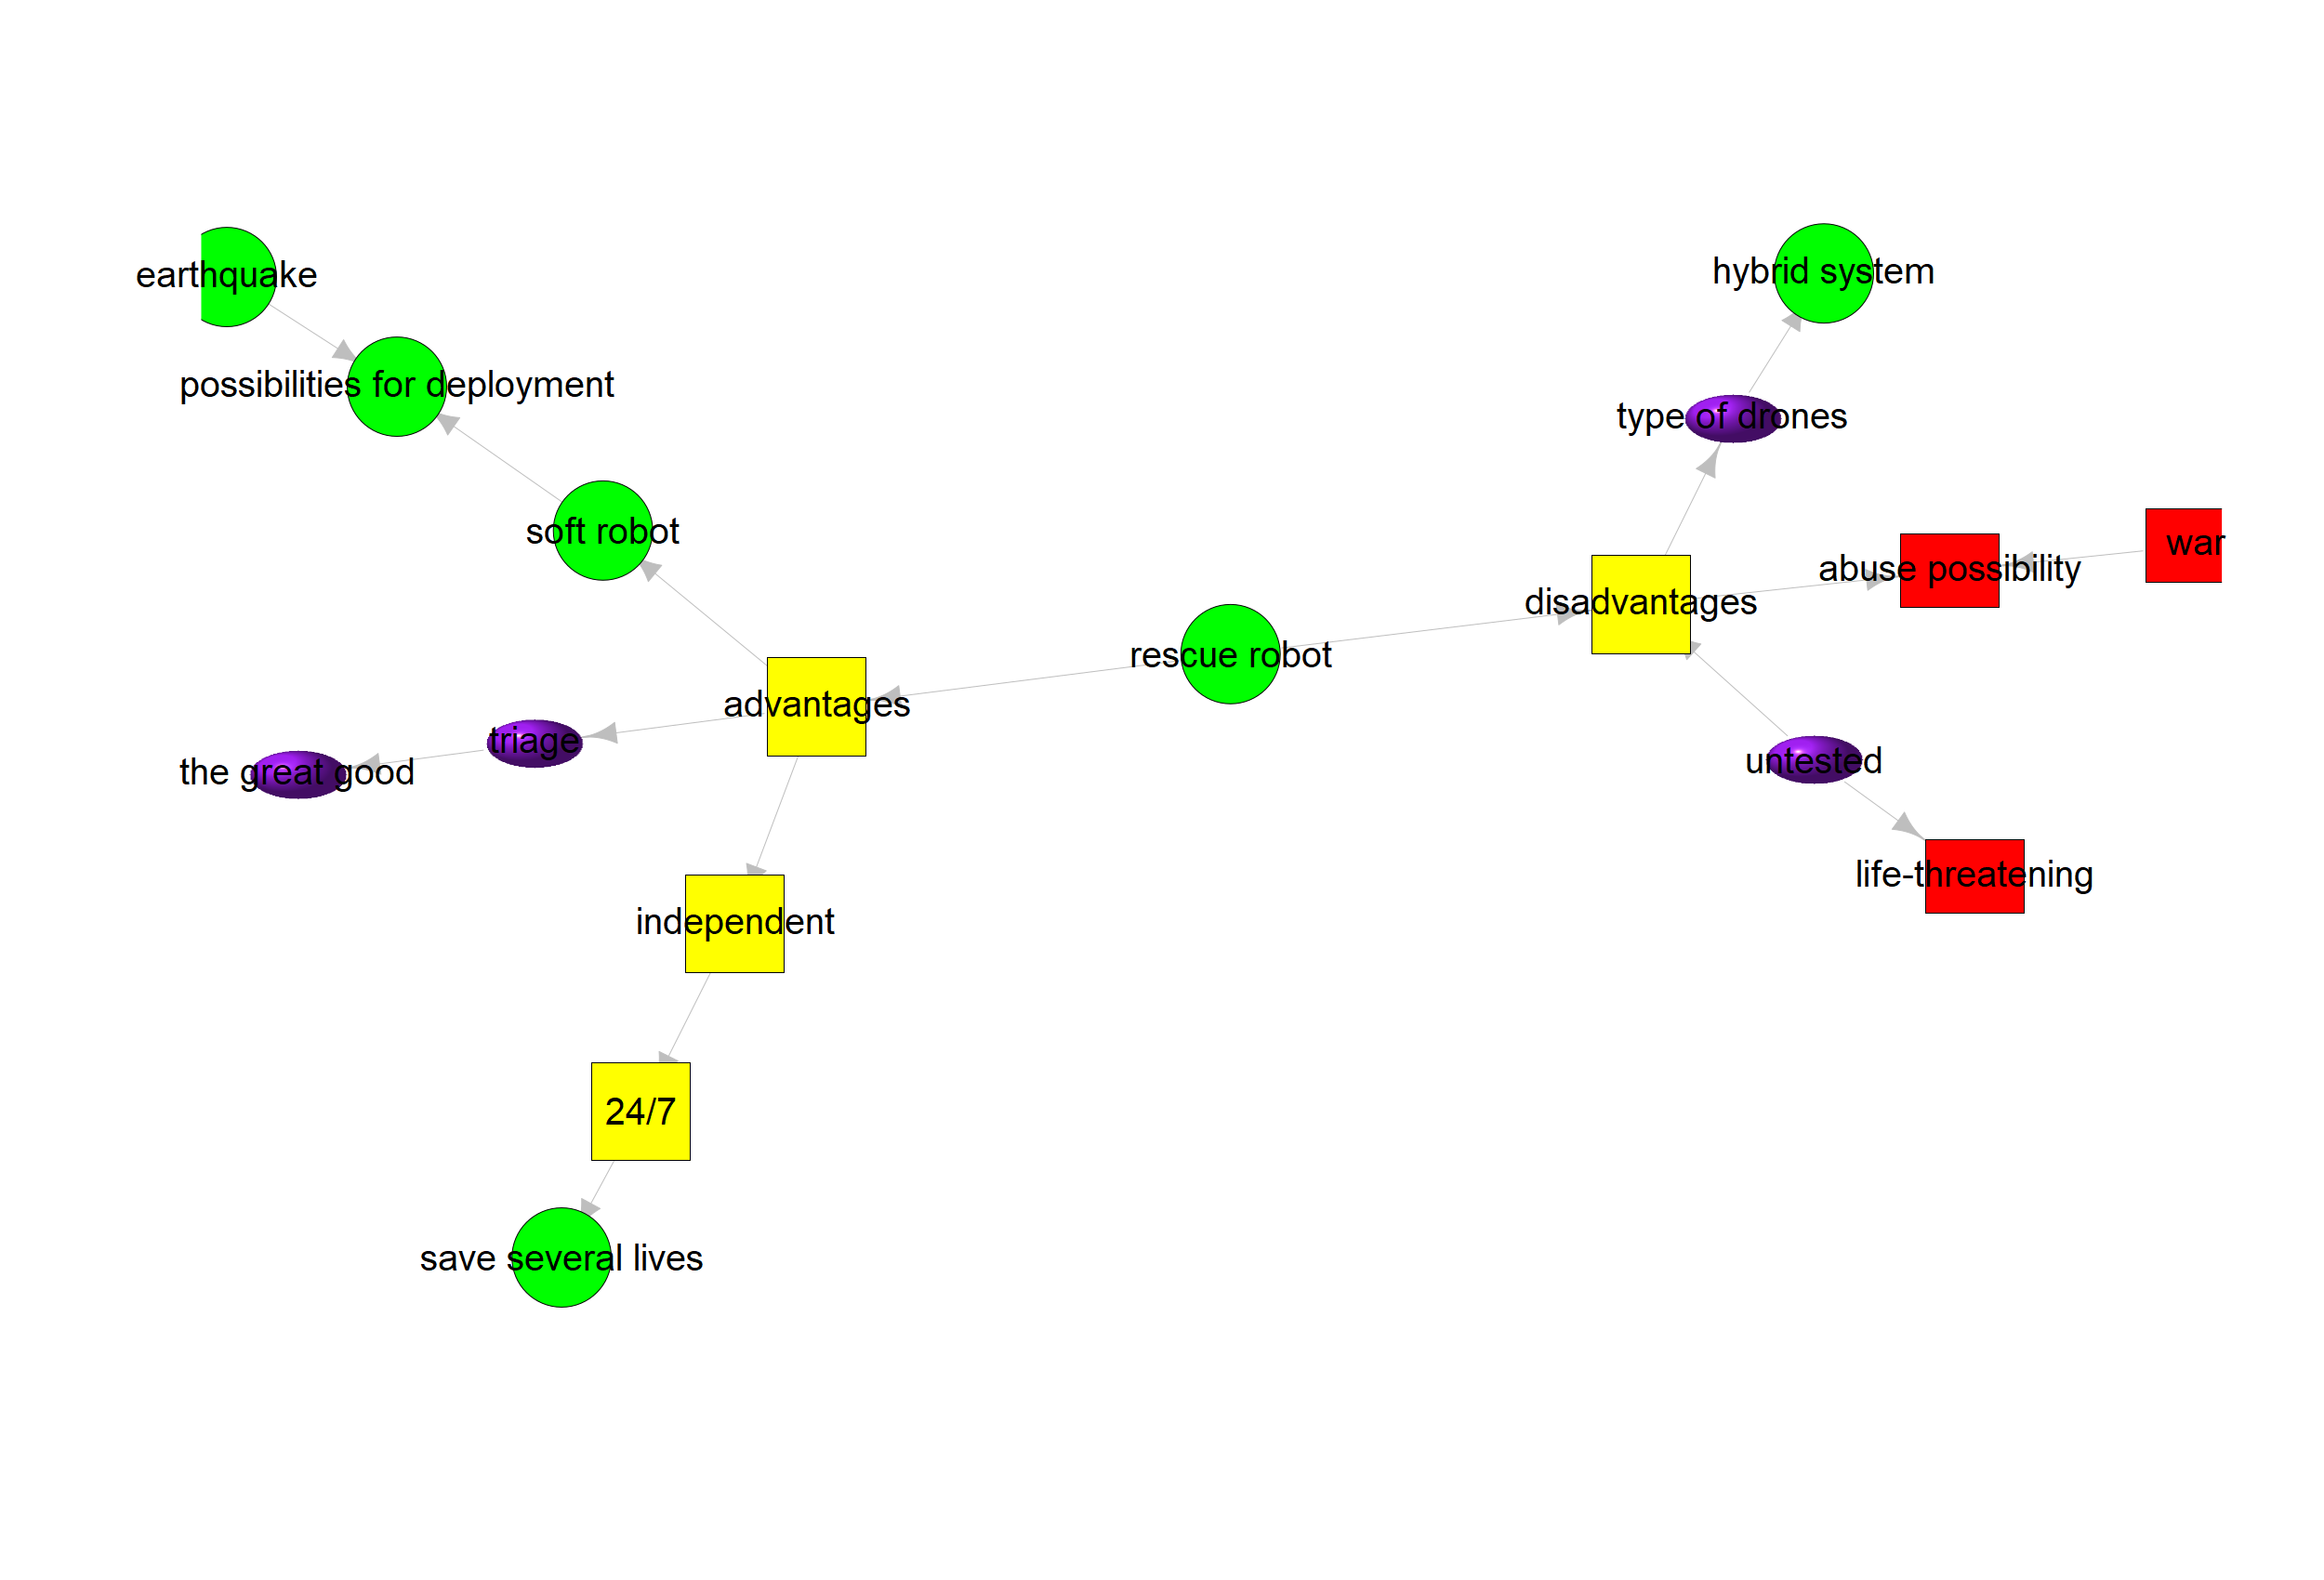 earthquake
hybrid system
possibilities for deployment
type of drones
soft robot
war
abuse possibility
disadvantages
rescue robot
advantages
triage
the great good
untested
life-threatening
independent
24/7
save several lives